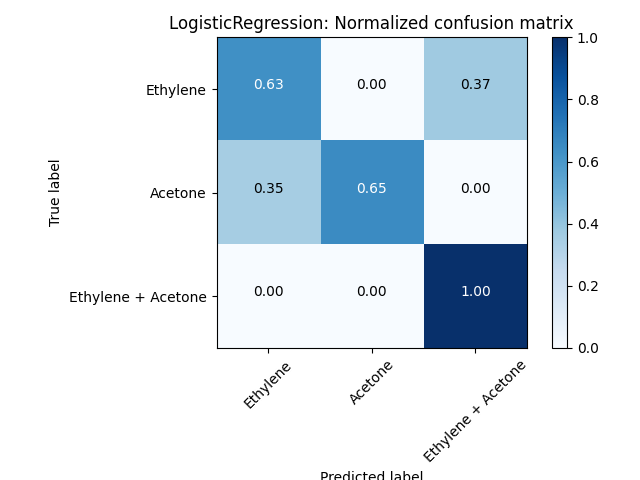 LogisticRegression: Normalized confusion matrix
1.0
0.8
0.6
0.4
0.2
0.0
True label
Ethylene
0.63 0.00 0.37
Acetone
0.35 0.65 0.00
Ethylene + Acetone
0.00 0.00 1.00
Ethylene
Acetone
Ethylene + Acetone
Predicted label